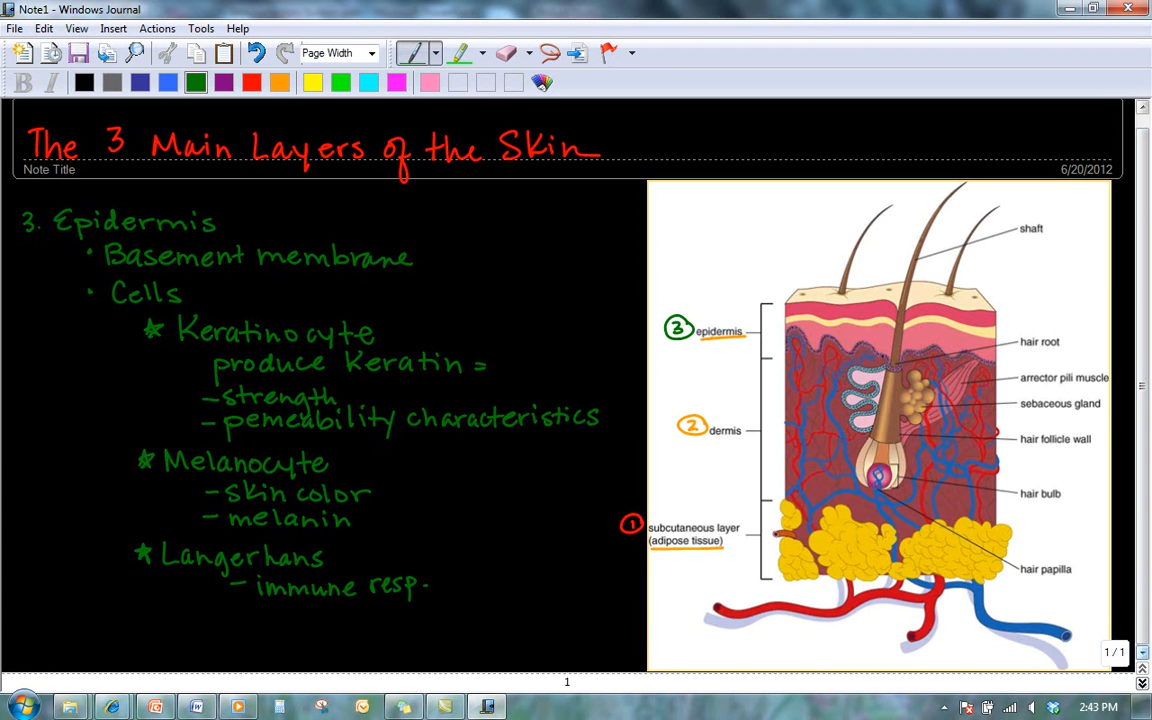 Note1 - Windows Journal
File Edit View Insert Actions Tools Help
Page Width
B I
The 3 Main Layers of the Skin
Note Title 6/20/2012
3. Epidermis
· Basement membrane
· Cells
* Keratinocyte
produce Keratin =
- strength
- pemeability characteristics
* Melanocyte
- skin color
- melanin
* Langerhans
- immune resp.
shaft
3 epidermis
hair root
arrector pili muscle
sebaceous gland
2 dermis
hair follicle wall
hair bulb
1 subcutaneous layer
(adipose tissue)
hair papilla
1 / 1
1
2:43 PM